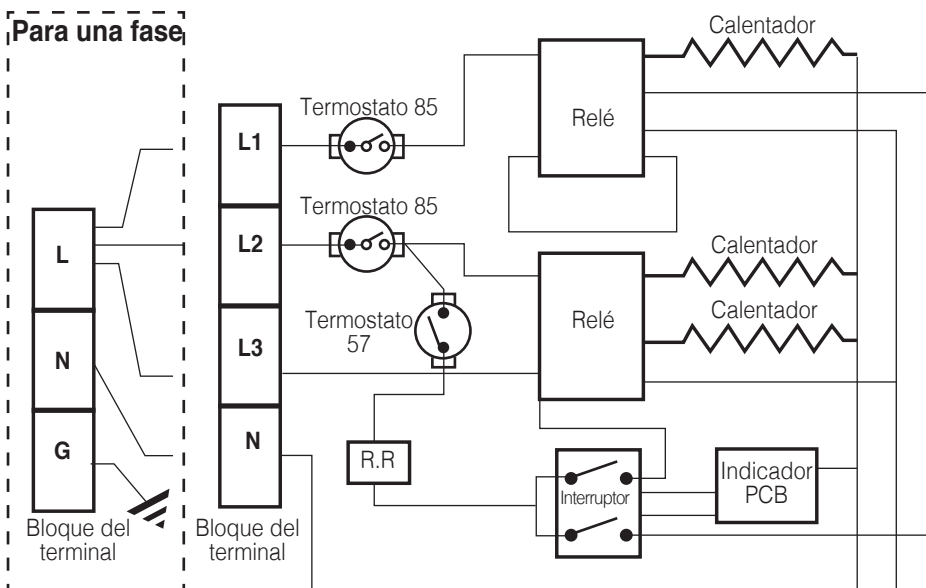 Para una fase
L
N
G
Bloque del
terminal
L1
L2
L3
N
Bloque del
terminal
Termostato 85
Termostato 85
Termostato
57
R.R
Relé
Calentador
Relé
Calentador
Calentador
Interruptor
Indicador
PCB